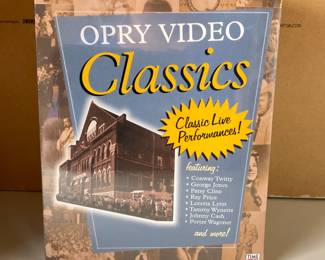 OPRY VIDEO
Classics
Classic Live
Performances!
featuring:
• Conway Twitty
• George Jones
• Patsy Cline
• Ray Price
• Loretta Lynn
• Tammy Wynette
• Johnny Cash
• Porter Wagoner
and more!
TIME